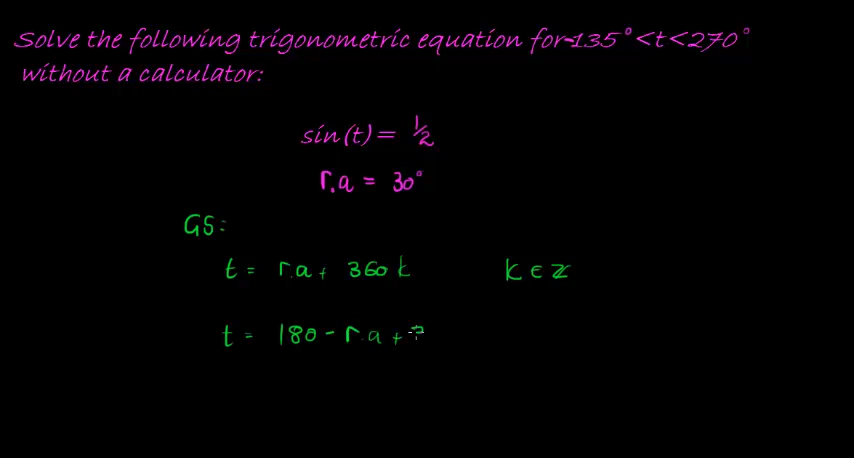 Solve the following trigonometric equation for -135° < t < 270°
without a calculator:
sin(t) = 1/2
r.a = 30°
GS:
t = r.a + 360k k ∈ ℤ
t = 180 - r.a +